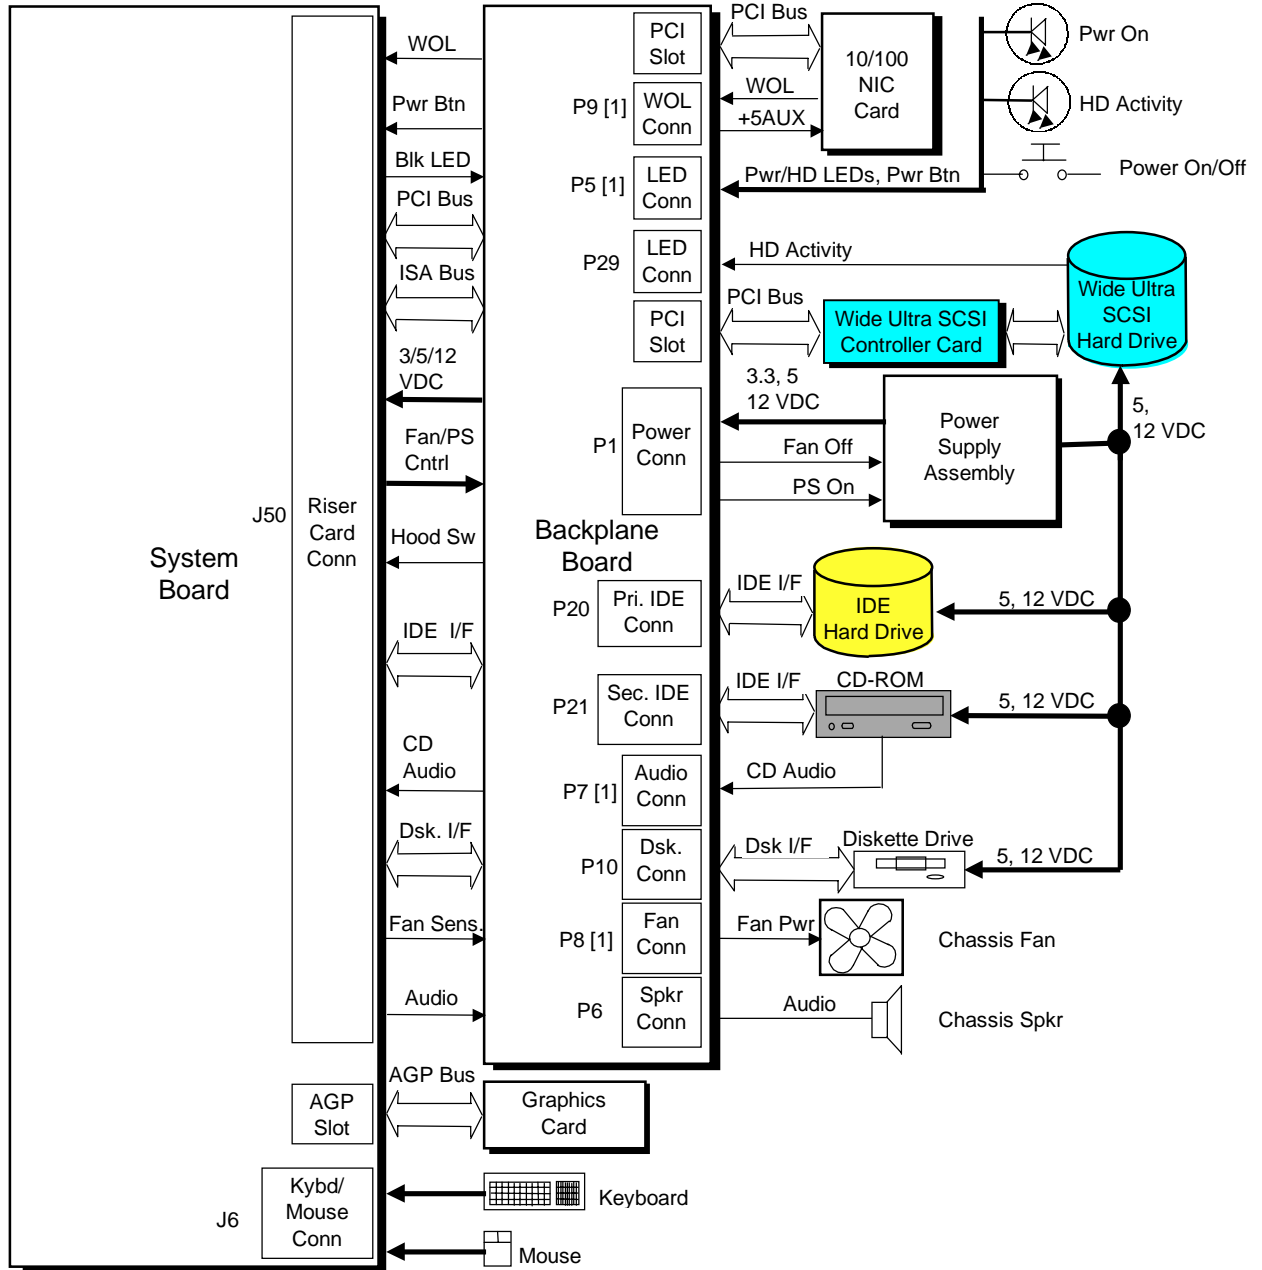 System
Board
J50
Riser
Card
Conn
AGP
Slot
J6
Kybd/
Mouse
Conn
WOL
Pwr Btn
Blk LED
PCI Bus
ISA Bus
3/5/12
VDC
Fan/PS
Cntrl
Hood Sw
IDE I/F
CD
Audio
Dsk. I/F
Fan Sens.
Audio
AGP Bus
Graphics
Card
Keyboard
Mouse
Backplane
Board
PCI
Slot
P9 [1]
WOL
Conn
P5 [1]
LED
Conn
P29
LED
Conn
PCI
Slot
P1
Power
Conn
P20
Pri. IDE
Conn
P21
Sec. IDE
Conn
P7 [1]
Audio
Conn
P10
Dsk.
Conn
P8 [1]
Fan
Conn
P6
Spkr
Conn
PCI Bus
WOL
+5AUX
10/100
NIC
Card
Pwr On
HD Activity
Power On/Off
Pwr/HD LEDs, Pwr Btn
HD Activity
PCI Bus
Wide Ultra SCSI
Controller Card
Wide Ultra
SCSI
Hard Drive
3.3, 5
12 VDC
Fan Off
PS On
Power
Supply
Assembly
5,
12 VDC
IDE I/F
IDE
Hard Drive
5, 12 VDC
IDE I/F
CD-ROM
5, 12 VDC
CD Audio
Dsk I/F
Diskette Drive
5, 12 VDC
Fan Pwr
Chassis Fan
Audio
Chassis Spkr